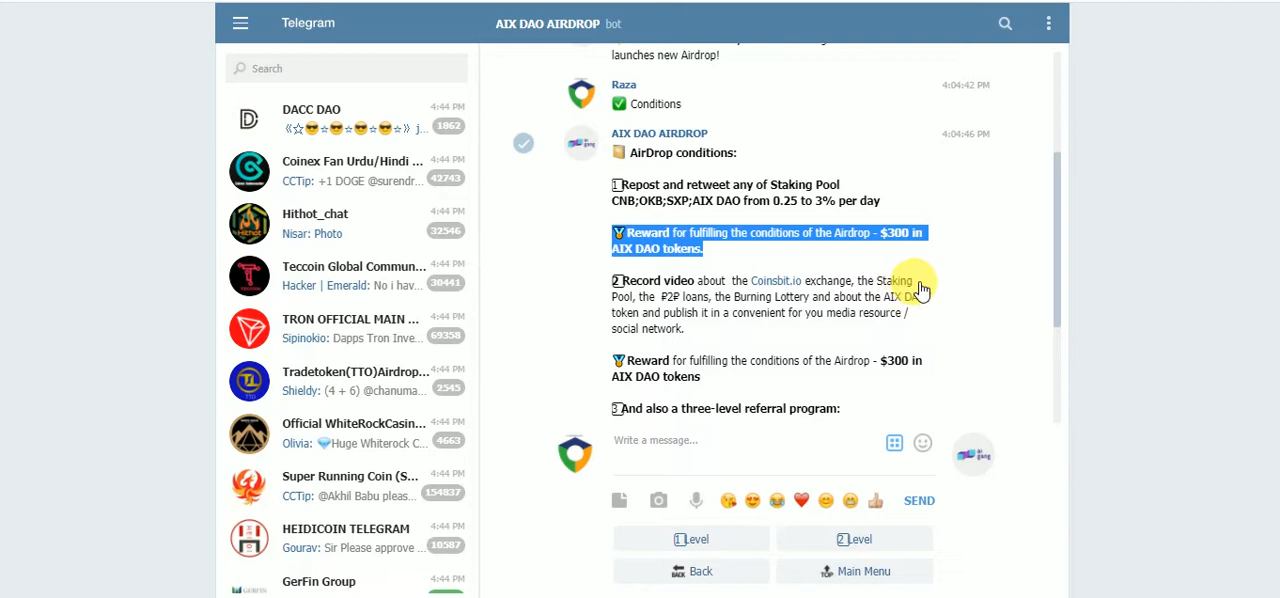 Telegram
AIX DAO AIRDROP bot
Search
DACC DAO
4:44 PM
《☆😎☆😎☆😎☆😎☆》 j...
1862
Coinex Fan Urdu/Hindi ...
4:44 PM
CCTip: +1 DOGE @surendr...
42743
Hithot_chat
4:44 PM
Nisar: Photo
32546
Teccoin Global Commun...
4:44 PM
Hacker | Emerald: No i hav...
30441
TRON OFFICIAL MAIN ...
4:44 PM
Sipinokio: Dapps Tron Inve...
69358
Tradetoken(TTO)Airdrop...
4:44 PM
Shieldy: (4 + 6) @chanuma...
2545
Official WhiteRockCasin...
4:44 PM
Olivia: 💎Huge Whiterock C...
4663
Super Running Coin (S...
4:44 PM
CCTip: @Akhil Babu pleas...
154837
HEIDICOIN TELEGRAM
4:44 PM
Gourav: Sir Please approve ...
10587
GerFin Group
4:44 PM
GERFIN
launches new Airdrop!
Raza
4:04:42 PM
✅ Conditions
AIX DAO AIRDROP
4:04:46 PM
AirDrop conditions:
1 Repost and retweet any of Staking Pool
CNB;OKB;SXP;AIX DAO from 0.25 to 3% per day
🏅Reward for fulfilling the conditions of the Airdrop - $300 in
AIX DAO tokens.
2 Record video about the Coinsbit.io exchange, the Staking
Pool, the ₽2₽ loans, the Burning Lottery and about the AIX DAO
token and publish it in a convenient for you media resource /
social network.
🏅Reward for fulfilling the conditions of the Airdrop - $300 in
AIX DAO tokens
3 And also a three-level referral program:
Write a message...
SEND
1 Level
2 Level
BACK Back
TOP Main Menu